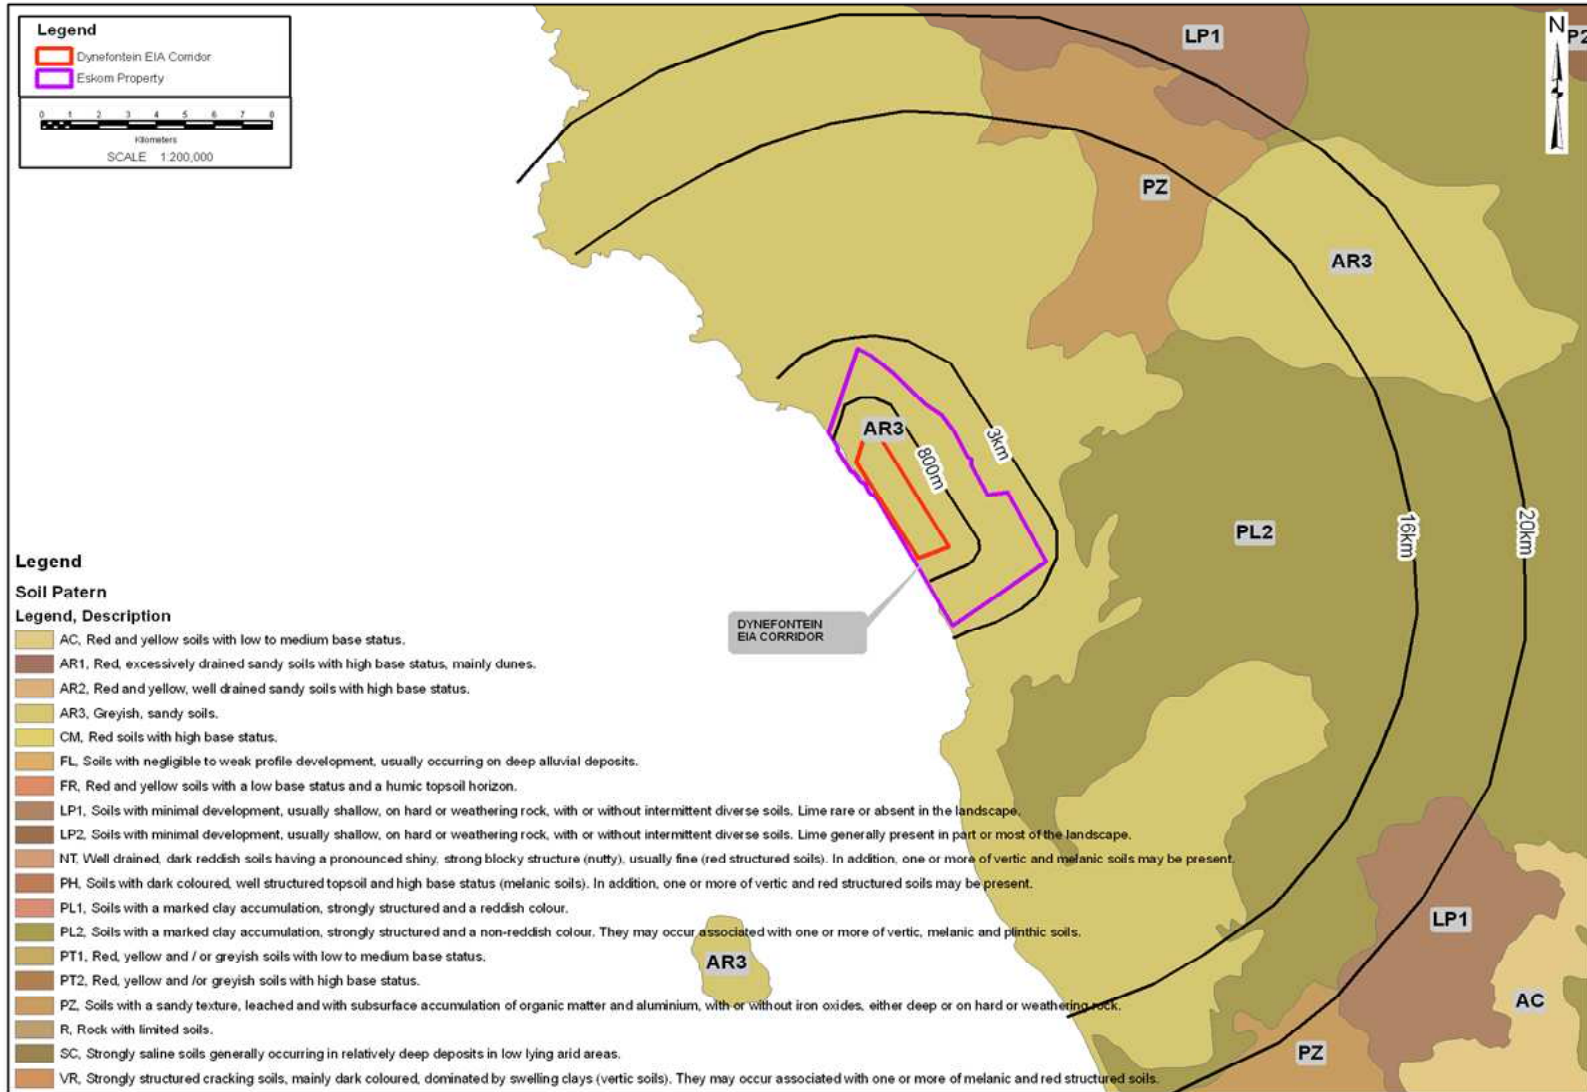 Legend
Dynefontein EIA Corridor
Eskom Property
0 1 2 3 4 5 6 7 8
Kilometers
SCALE 1:200,000
N
LP1
P2
PZ
AR3
AR3
3km
800m
PL2
16km
20km
DYNEFONTEIN
EIA CORRIDOR
Legend
Soil Patern
Legend, Description
AC, Red and yellow soils with low to medium base status.
AR1, Red, excessively drained sandy soils with high base status, mainly dunes.
AR2, Red and yellow, well drained sandy soils with high base status.
AR3, Greyish, sandy soils.
CM, Red soils with high base status.
FL, Soils with negligible to weak profile development, usually occurring on deep alluvial deposits.
FR, Red and yellow soils with a low base status and a humic topsoil horizon.
LP1, Soils with minimal development, usually shallow, on hard or weathering rock, with or without intermittent diverse soils. Lime rare or absent in the landscape.
LP2, Soils with minimal development, usually shallow, on hard or weathering rock, with or without intermittent diverse soils. Lime generally present in part or most of the landscape.
NT, Well drained, dark reddish soils having a pronounced shiny, strong blocky structure (nutty), usually fine (red structured soils). In addition, one or more of vertic and melanic soils may be present.
PH, Soils with dark coloured, well structured topsoil and high base status (melanic soils). In addition, one or more of vertic and red structured soils may be present.
PL1, Soils with a marked clay accumulation, strongly structured and a reddish colour.
PL2, Soils with a marked clay accumulation, strongly structured and a non-reddish colour. They may occur associated with one or more of vertic, melanic and plinthic soils.
PT1, Red, yellow and / or greyish soils with low to medium base status.
PT2, Red, yellow and /or greyish soils with high base status.
PZ, Soils with a sandy texture, leached and with subsurface accumulation of organic matter and aluminium, with or without iron oxides, either deep or on hard or weathering rock.
R, Rock with limited soils.
SC, Strongly saline soils generally occurring in relatively deep deposits in low lying arid areas.
VR, Strongly structured cracking soils, mainly dark coloured, dominated by swelling clays (vertic soils). They may occur associated with one or more of melanic and red structured soils.
LP1
AR3
AC
PZ